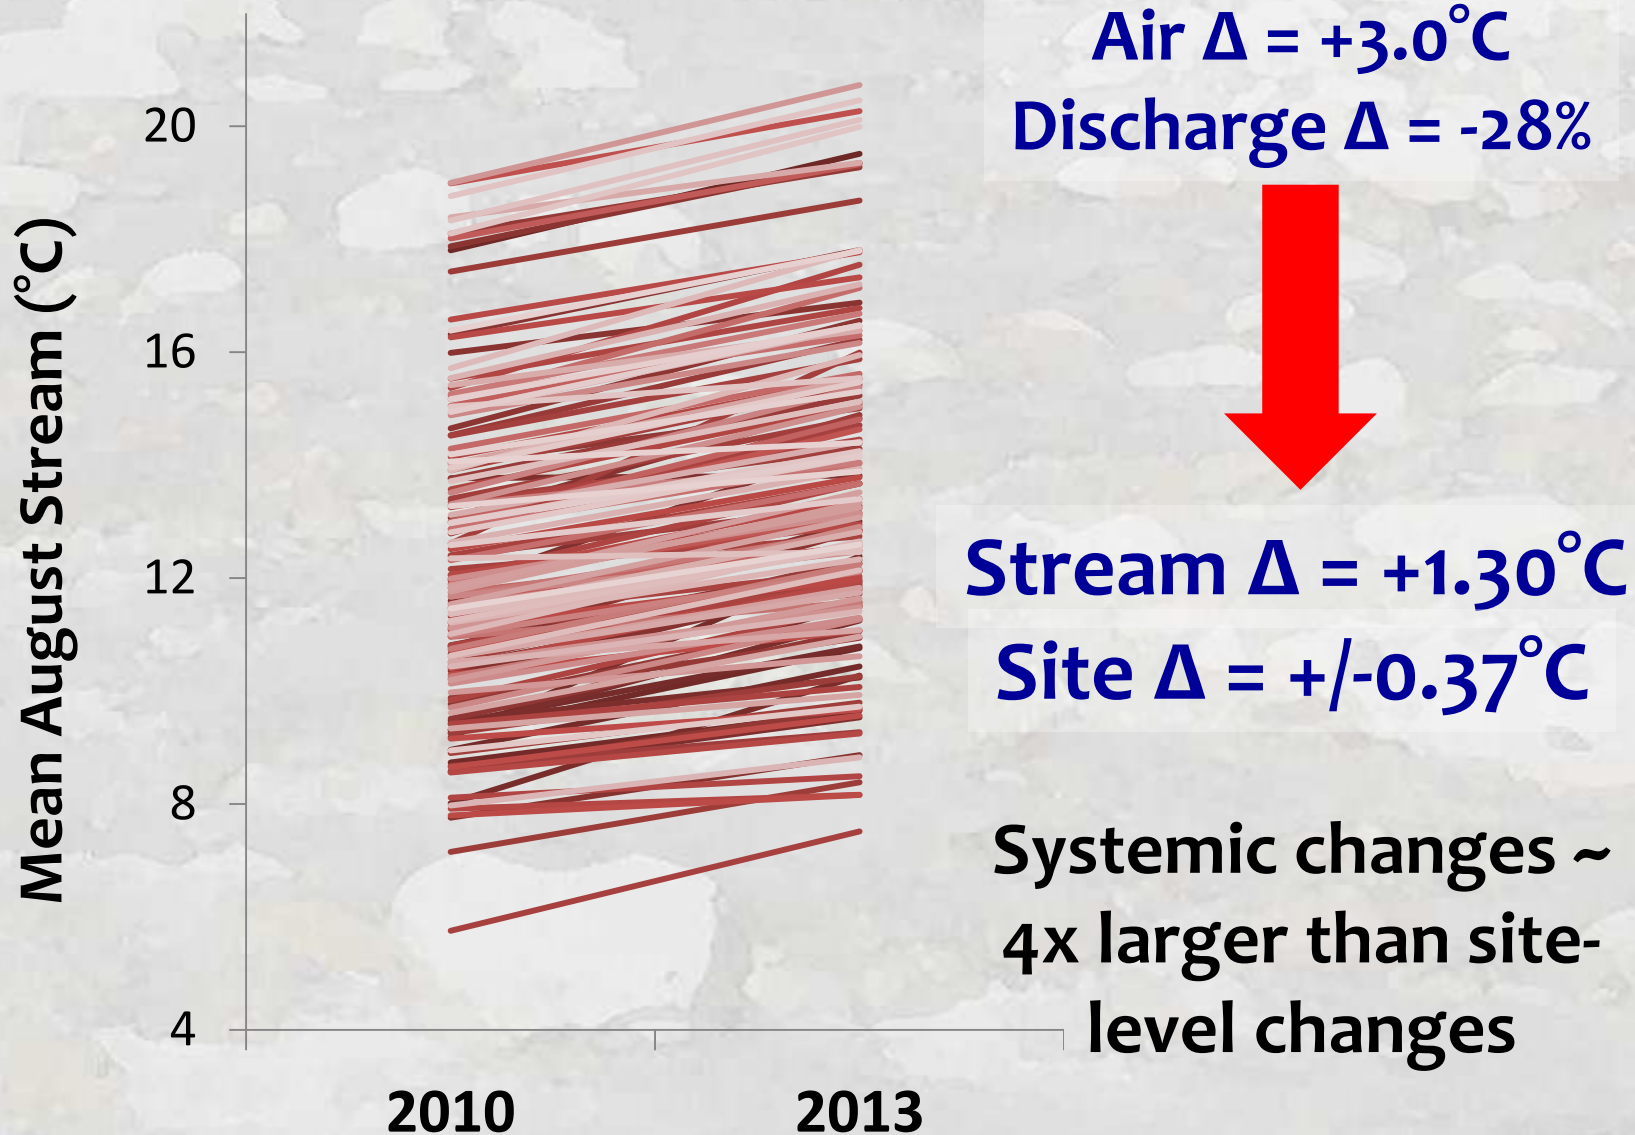 Air Δ = +3.0°C
Discharge Δ = -28%
Stream Δ = +1.30°C
Site Δ = +/-0.37°C
Systemic changes ~
4x larger than site-
level changes
Mean August Stream (°C)
20
16
12
8
4
2010
2013